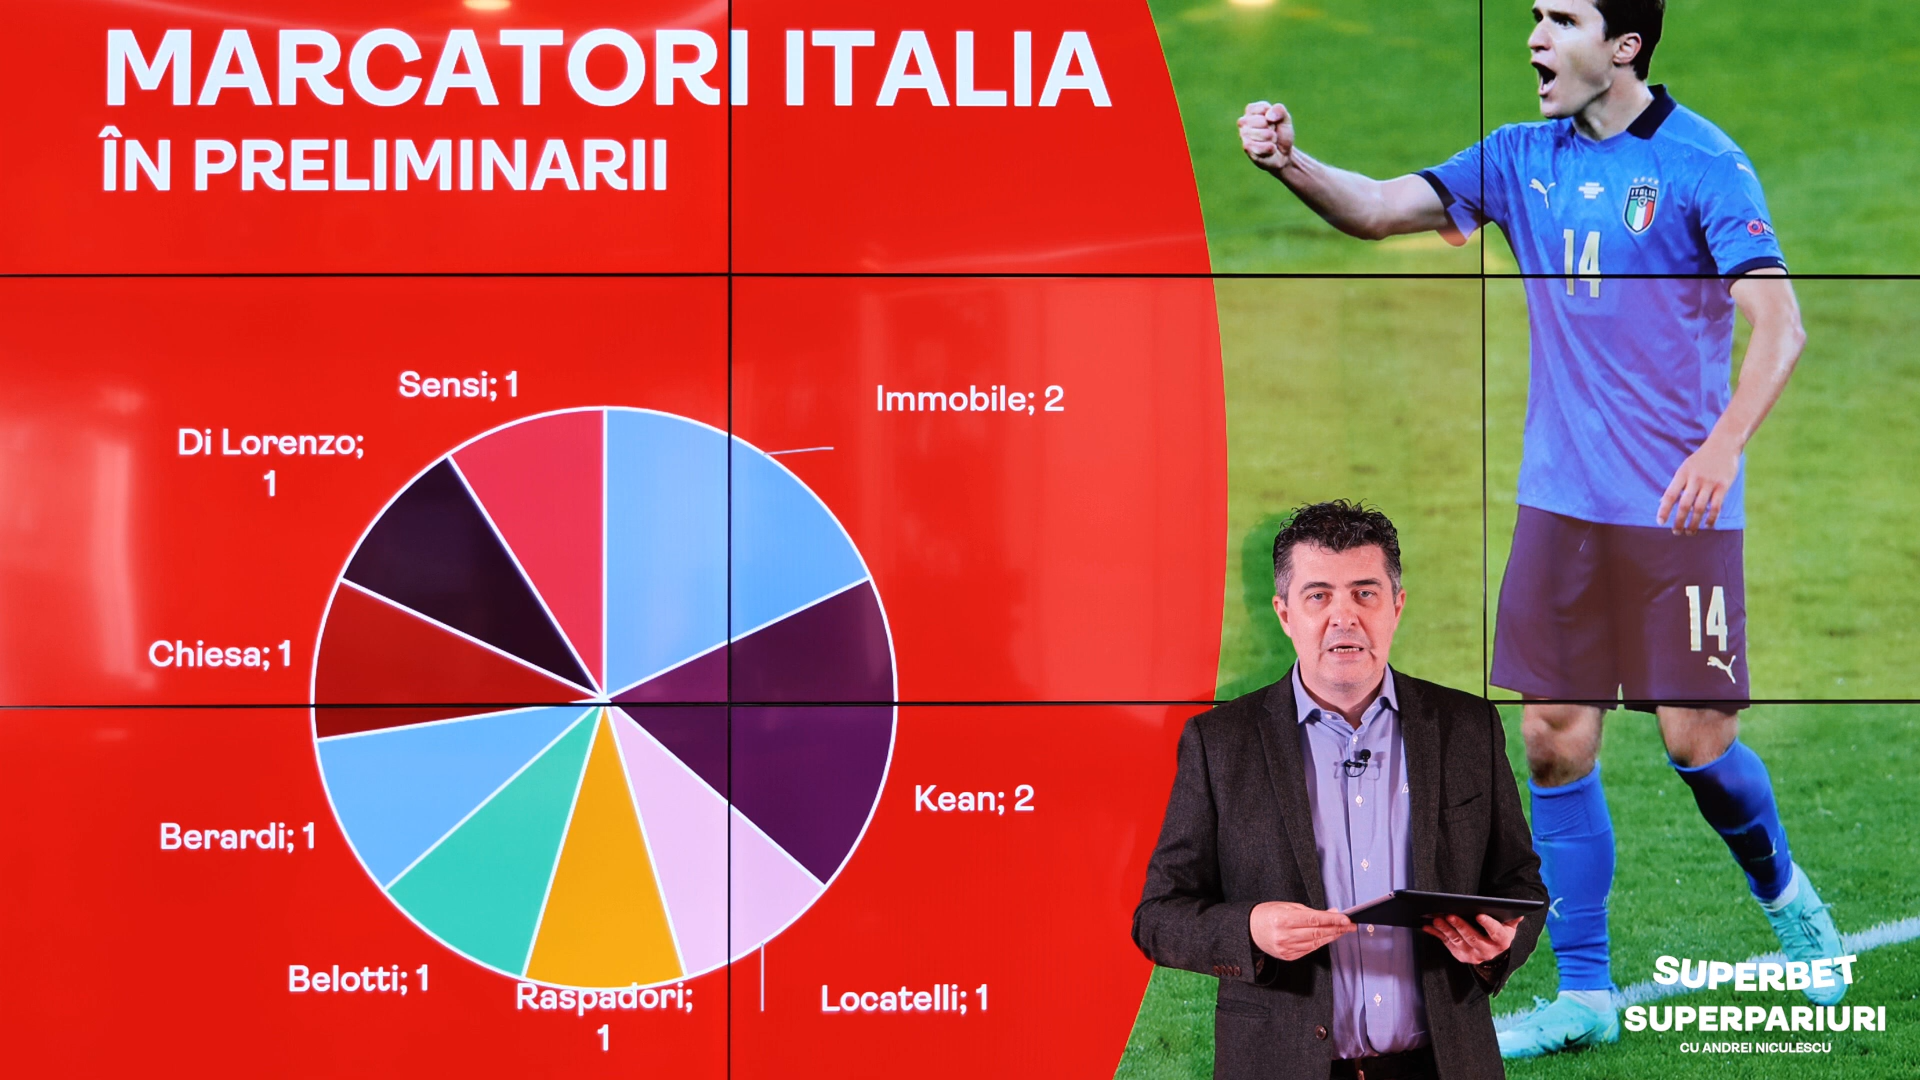 MARCATORI ITALIA
ÎN PRELIMINARII
Sensi; 1
Immobile; 2
Di Lorenzo;
1
Chiesa; 1
Kean; 2
Berardi; 1
Belotti; 1
Raspadori;
1
Locatelli; 1
ITALIA
14
14
SUPERBET
SUPERPARIURI
CU ANDREI NICULESCU